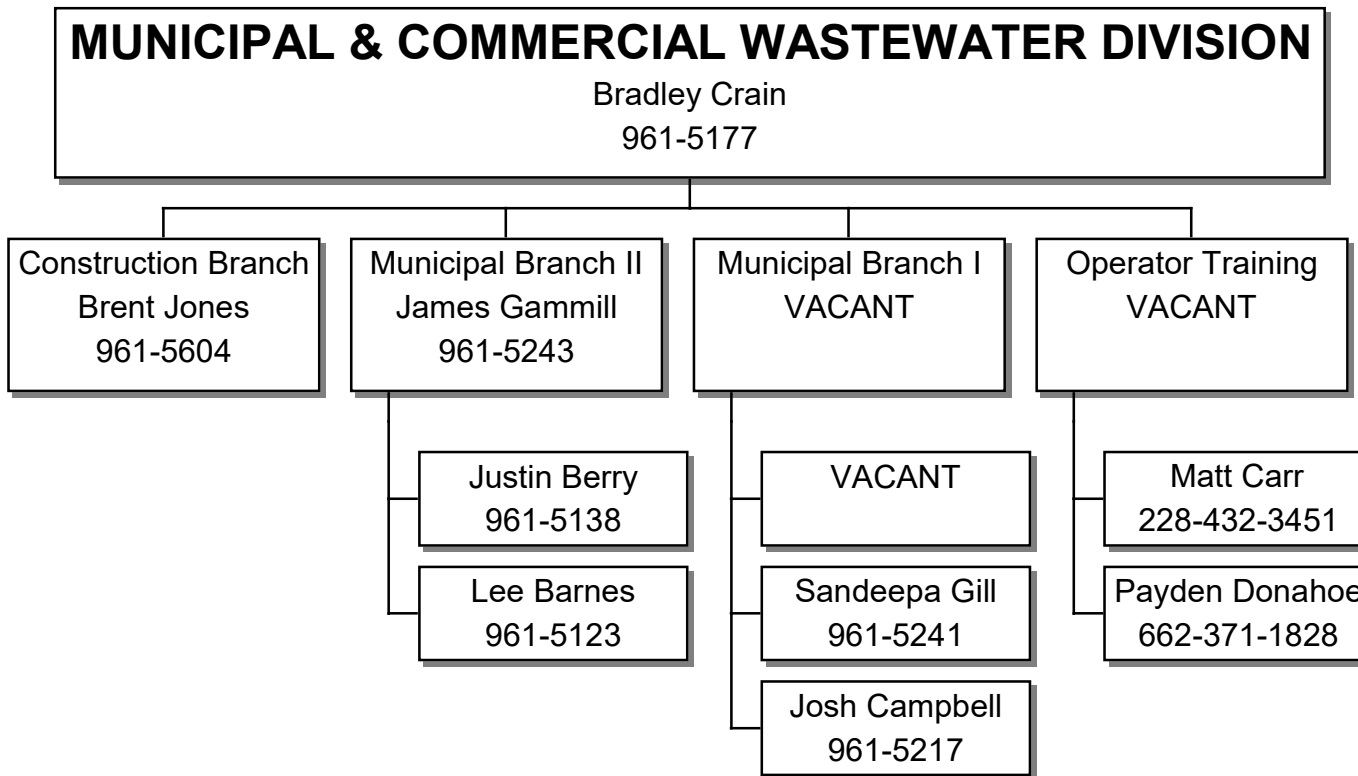 MUNICIPAL & COMMERCIAL WASTEWATER DIVISION
Bradley Crain
961-5177
Construction Branch
Brent Jones
961-5604
Municipal Branch II
James Gammill
961-5243
Justin Berry
961-5138
Lee Barnes
961-5123
Municipal Branch I
VACANT
VACANT
Sandeepa Gill
961-5241
Josh Campbell
961-5217
Operator Training
VACANT
Matt Carr
228-432-3451
Payden Donahoe
662-371-1828